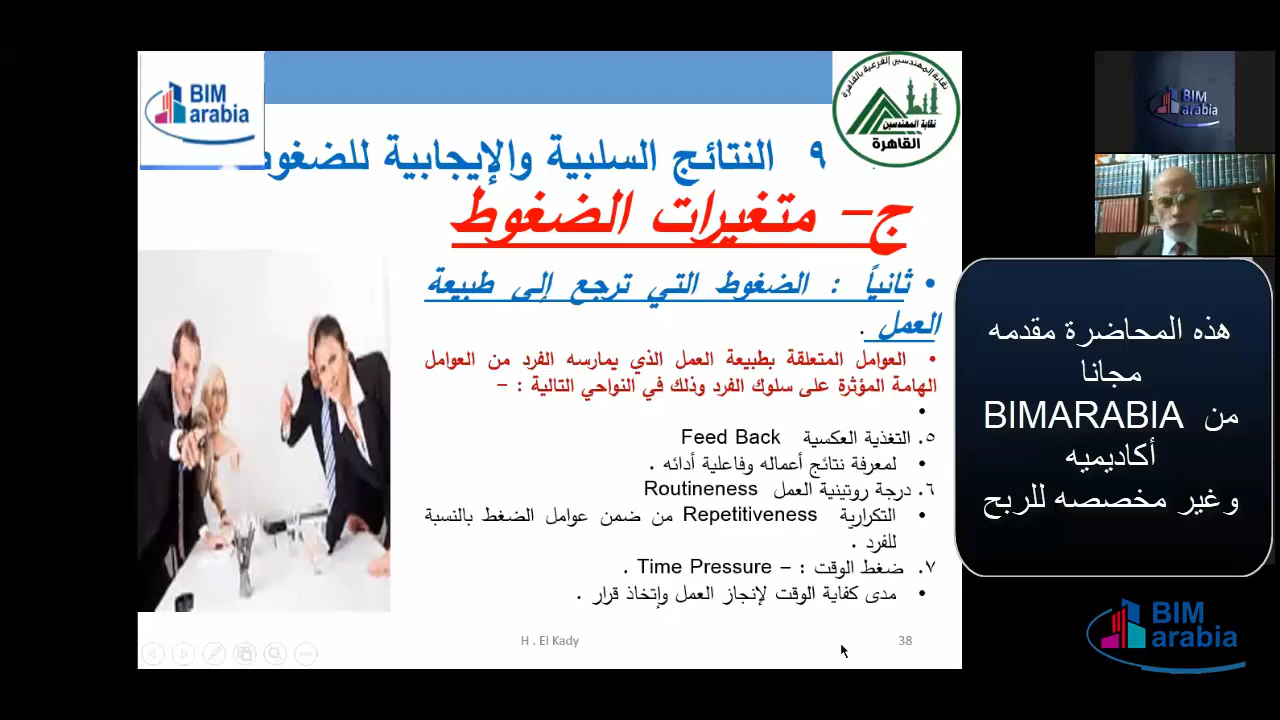 BIM
arabia
نقابة المهندسين الفرعية بالقاهرة
نقابة المهندسين
القاهرة
٩ النتائج السلبية والإيجابية للضغوط
ج- متغيرات الضغوط
• ثانياً : الضغوط التي ترجع إلى طبيعة
العمل .
• العوامل المتعلقة بطبيعة العمل الذي يمارسه الفرد من العوامل
الهامة المؤثرة على سلوك الفرد وذلك في النواحي التالية : -
•
٥. التغذية العكسية Feed Back
• لمعرفة نتائج أعماله وفاعلية أدائه .
٦. درجة روتينية العمل Routineness
• التكرارية Repetitiveness من ضمن عوامل الضغط بالنسبة
للفرد .
٧. ضغط الوقت : – Time Pressure .
• مدى كفاية الوقت لإنجاز العمل وإتخاذ قرار .
H . El Kady
38
BIM
arabia
هذه المحاضرة مقدمه
مجانا
من BIMARABIA
أكاديميه
وغير مخصصه للربح
BIM
arabia